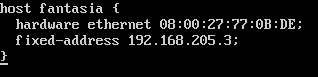 host fantasia {
  hardware ethernet 08:00:27:77:0B:DE;
  fixed-address 192.168.205.3;
}